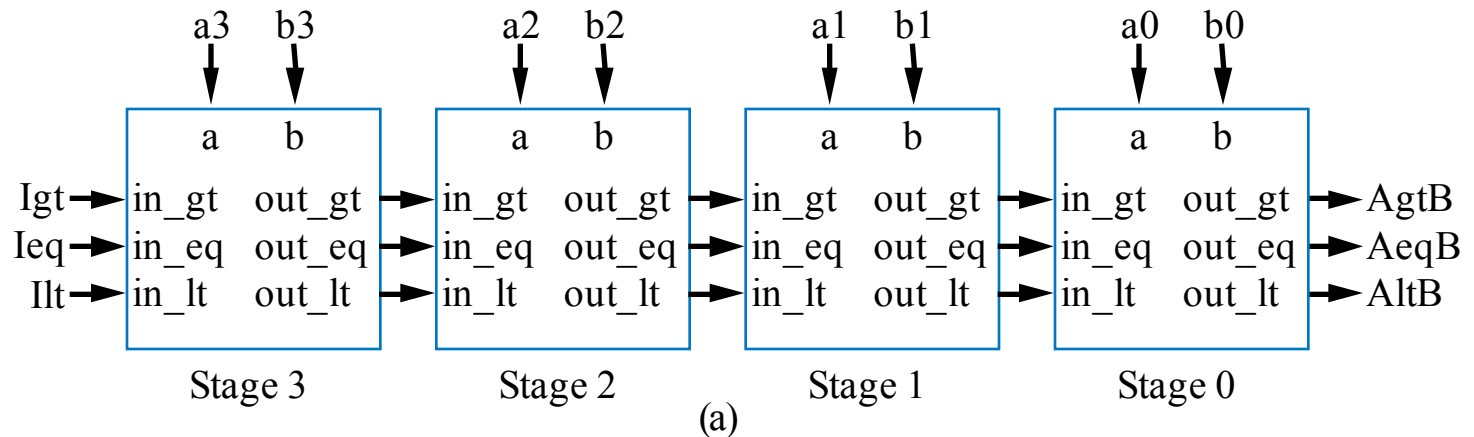 a3 b3 a2 b2 a1 b1 a0 b0
a b a b a b a b
Igt in_gt out_gt in_gt out_gt in_gt out_gt in_gt out_gt AgtB
Ieq in_eq out_eq in_eq out_eq in_eq out_eq in_eq out_eq AeqB
Ilt in_lt out_lt in_lt out_lt in_lt out_lt in_lt out_lt AltB
Stage 3 Stage 2 Stage 1 Stage 0
(a)